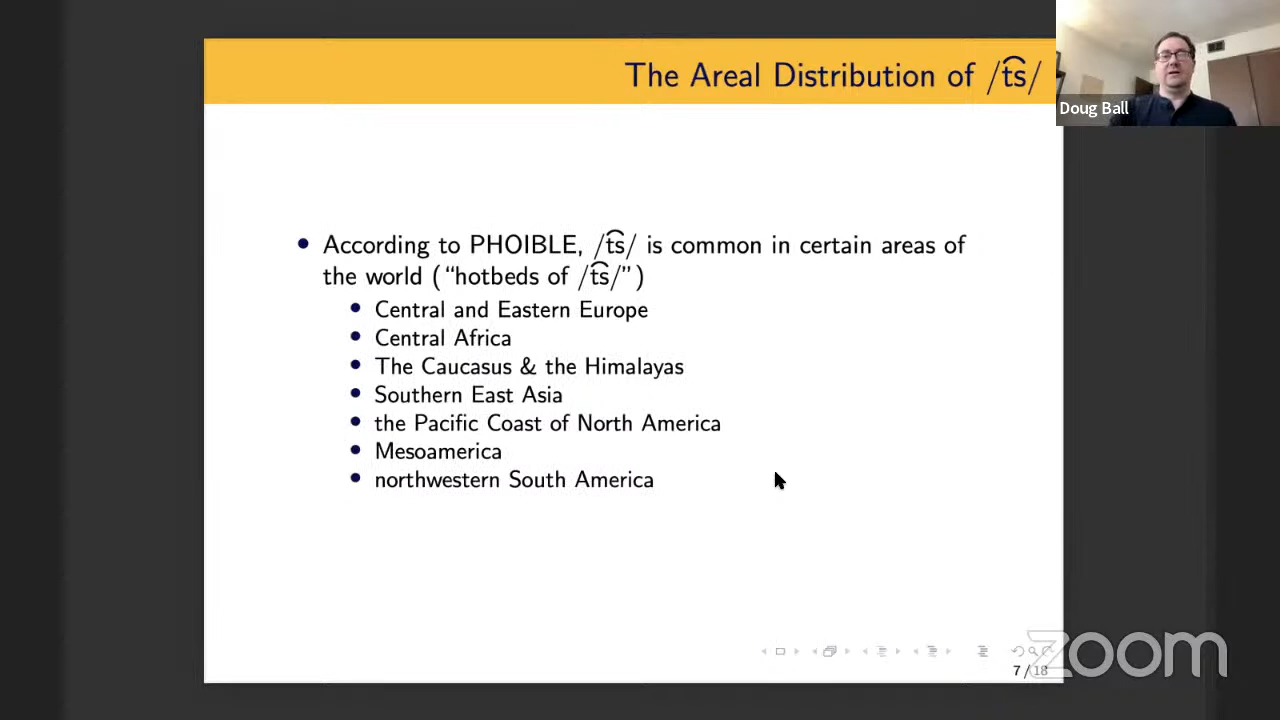 The Areal Distribution of /t͡s/
Doug Ball
• According to PHOIBLE, /t͡s/ is common in certain areas of
the world (“hotbeds of /t͡s/”)
• Central and Eastern Europe
• Central Africa
• The Caucasus & the Himalayas
• Southern East Asia
• the Pacific Coast of North America
• Mesoamerica
• northwestern South America
7 / 18
zoom